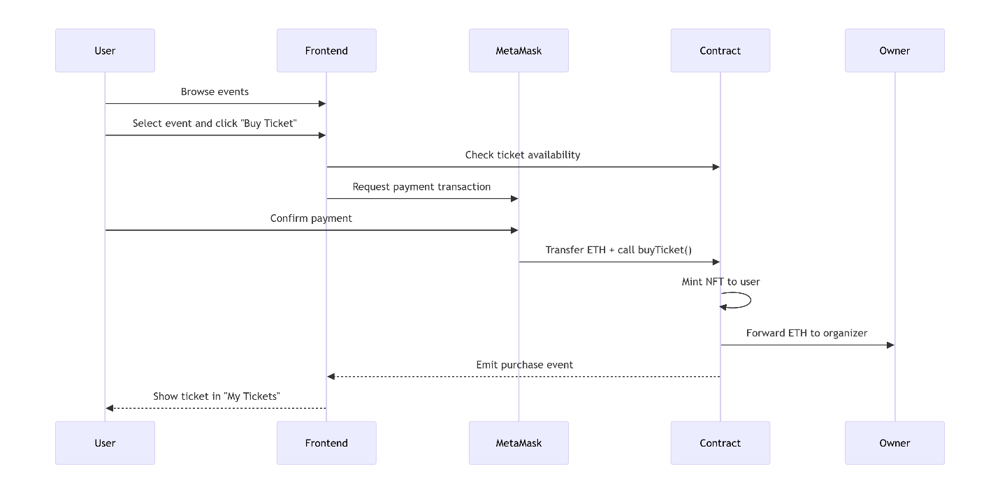 User
Frontend
MetaMask
Contract
Owner
Browse events
Select event and click "Buy Ticket"
Check ticket availability
Request payment transaction
Confirm payment
Transfer ETH + call buyTicket()
Mint NFT to user
Forward ETH to organizer
Emit purchase event
Show ticket in "My Tickets"
User
Frontend
MetaMask
Contract
Owner